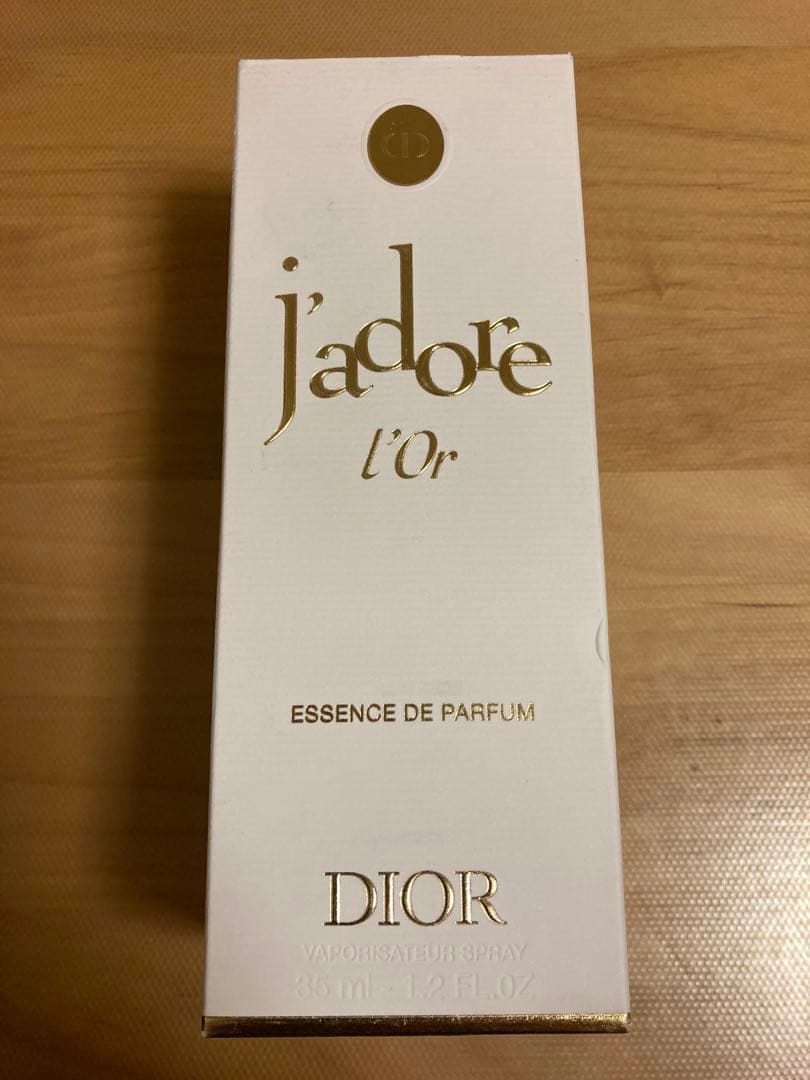 j'adore
l'Or
ESSENCE DE PARFUM
DIOR
VAPORISATEUR SPRAY
35 ml - 1.2 FL.OZ